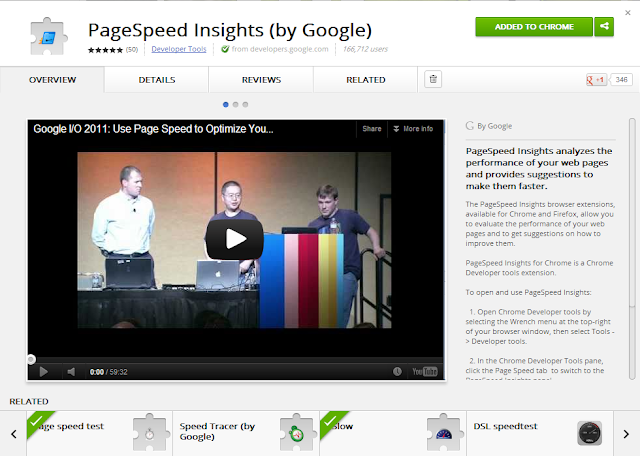 PageSpeed Insights (by Google)
(50) Developer Tools from developers.google.com 166,712 users
ADDED TO CHROME
OVERVIEW DETAILS REVIEWS RELATED
+1 346
Google I/O 2011: Use Page Speed to Optimize You...
Share More info
0:00 / 59:32
YouTube
By Google
PageSpeed Insights analyzes the
performance of your web pages
and provides suggestions to
make them faster.
The PageSpeed Insights browser extensions,
available for Chrome and Firefox, allow you
to evaluate the performance of your web
pages and to get suggestions on how to
improve them.
PageSpeed Insights for Chrome is a Chrome
Developer tools extension.
To open and use PageSpeed Insights:
1. Open Chrome Developer tools by
selecting the Wrench menu at the top-right
of your browser window, then select Tools -
> Developer tools.
2. In the Chrome Developer Tools pane,
click the Page Speed tab to switch to the
PageSpeed Insights panel
RELATED
age speed test
Speed Tracer (by
Google)
low
DSL speedtest